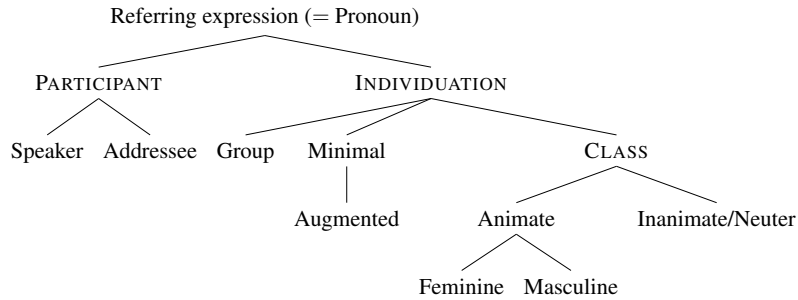 Referring expression (= Pronoun)
PARTICIPANT INDIVIDUATION
Speaker Addressee Group Minimal CLASS
Augmented Animate Inanimate/Neuter
Feminine Masculine